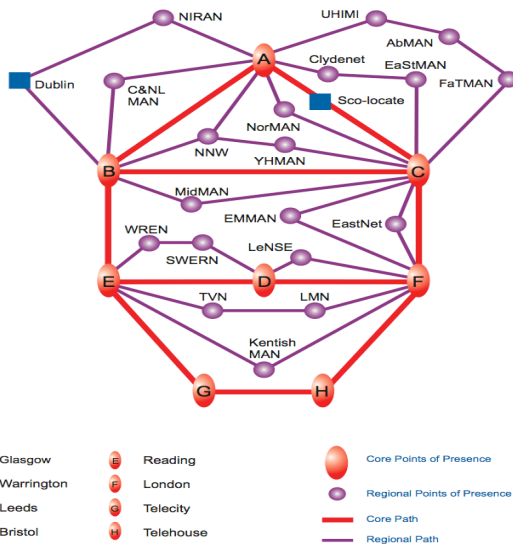 NIRAN
UHIMI
AbMAN
A
Clydenet
EaStMAN
Dublin
C&NL
MAN
FaTMAN
Sco-locate
NorMAN
NNW
YHMAN
B
C
MidMAN
EMMAN
EastNet
WREN
LeNSE
SWERN
E
D
F
TVN
LMN
Kentish
MAN
G
H
Glasgow
E Reading
Core Points of Presence
Warrington
F London
Regional Points of Presence
Leeds
G Telecity
Core Path
Bristol
H Telehouse
Regional Path